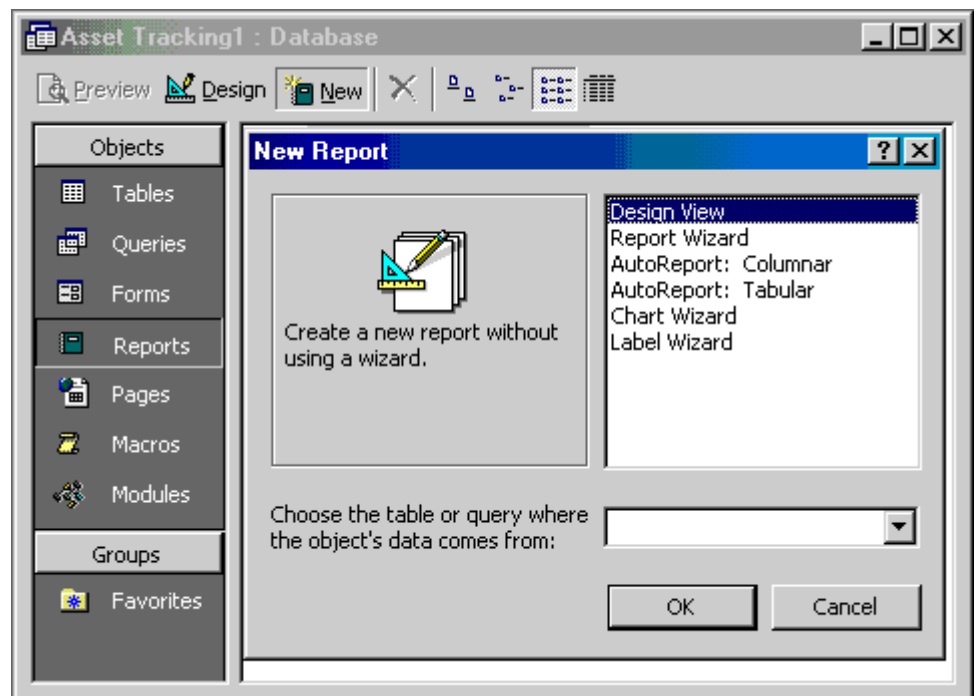 Asset Tracking1 : Database
Preview Design New
Objects
Tables
Queries
Forms
Reports
Pages
Macros
Modules
Groups
Favorites
New Report
Create a new report without
using a wizard.
Design View
Report Wizard
AutoReport: Columnar
AutoReport: Tabular
Chart Wizard
Label Wizard
Choose the table or query where
the object's data comes from:
OK Cancel